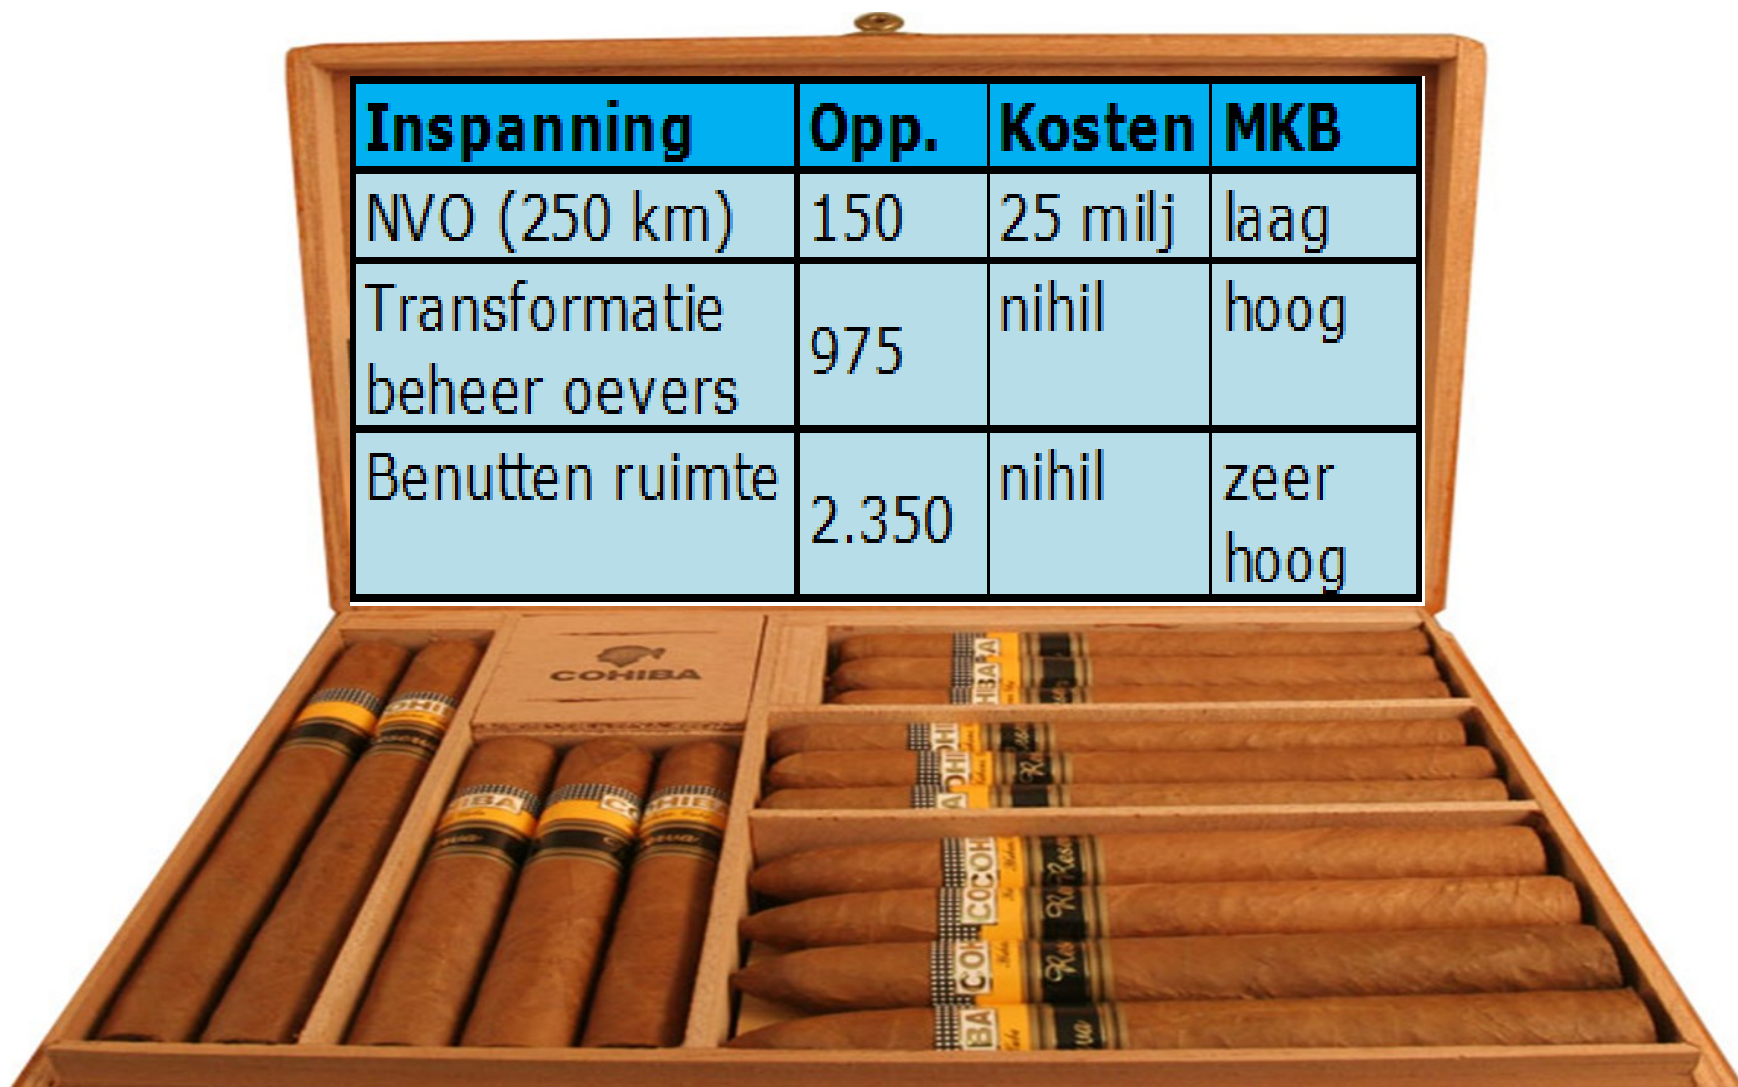 Inspanning Opp. Kosten MKB
NVO (250 km) 150 25 milj laag
Transformatie beheer oevers 975 nihil hoog
Benutten ruimte 2.350 nihil zeer hoog
COHIBA